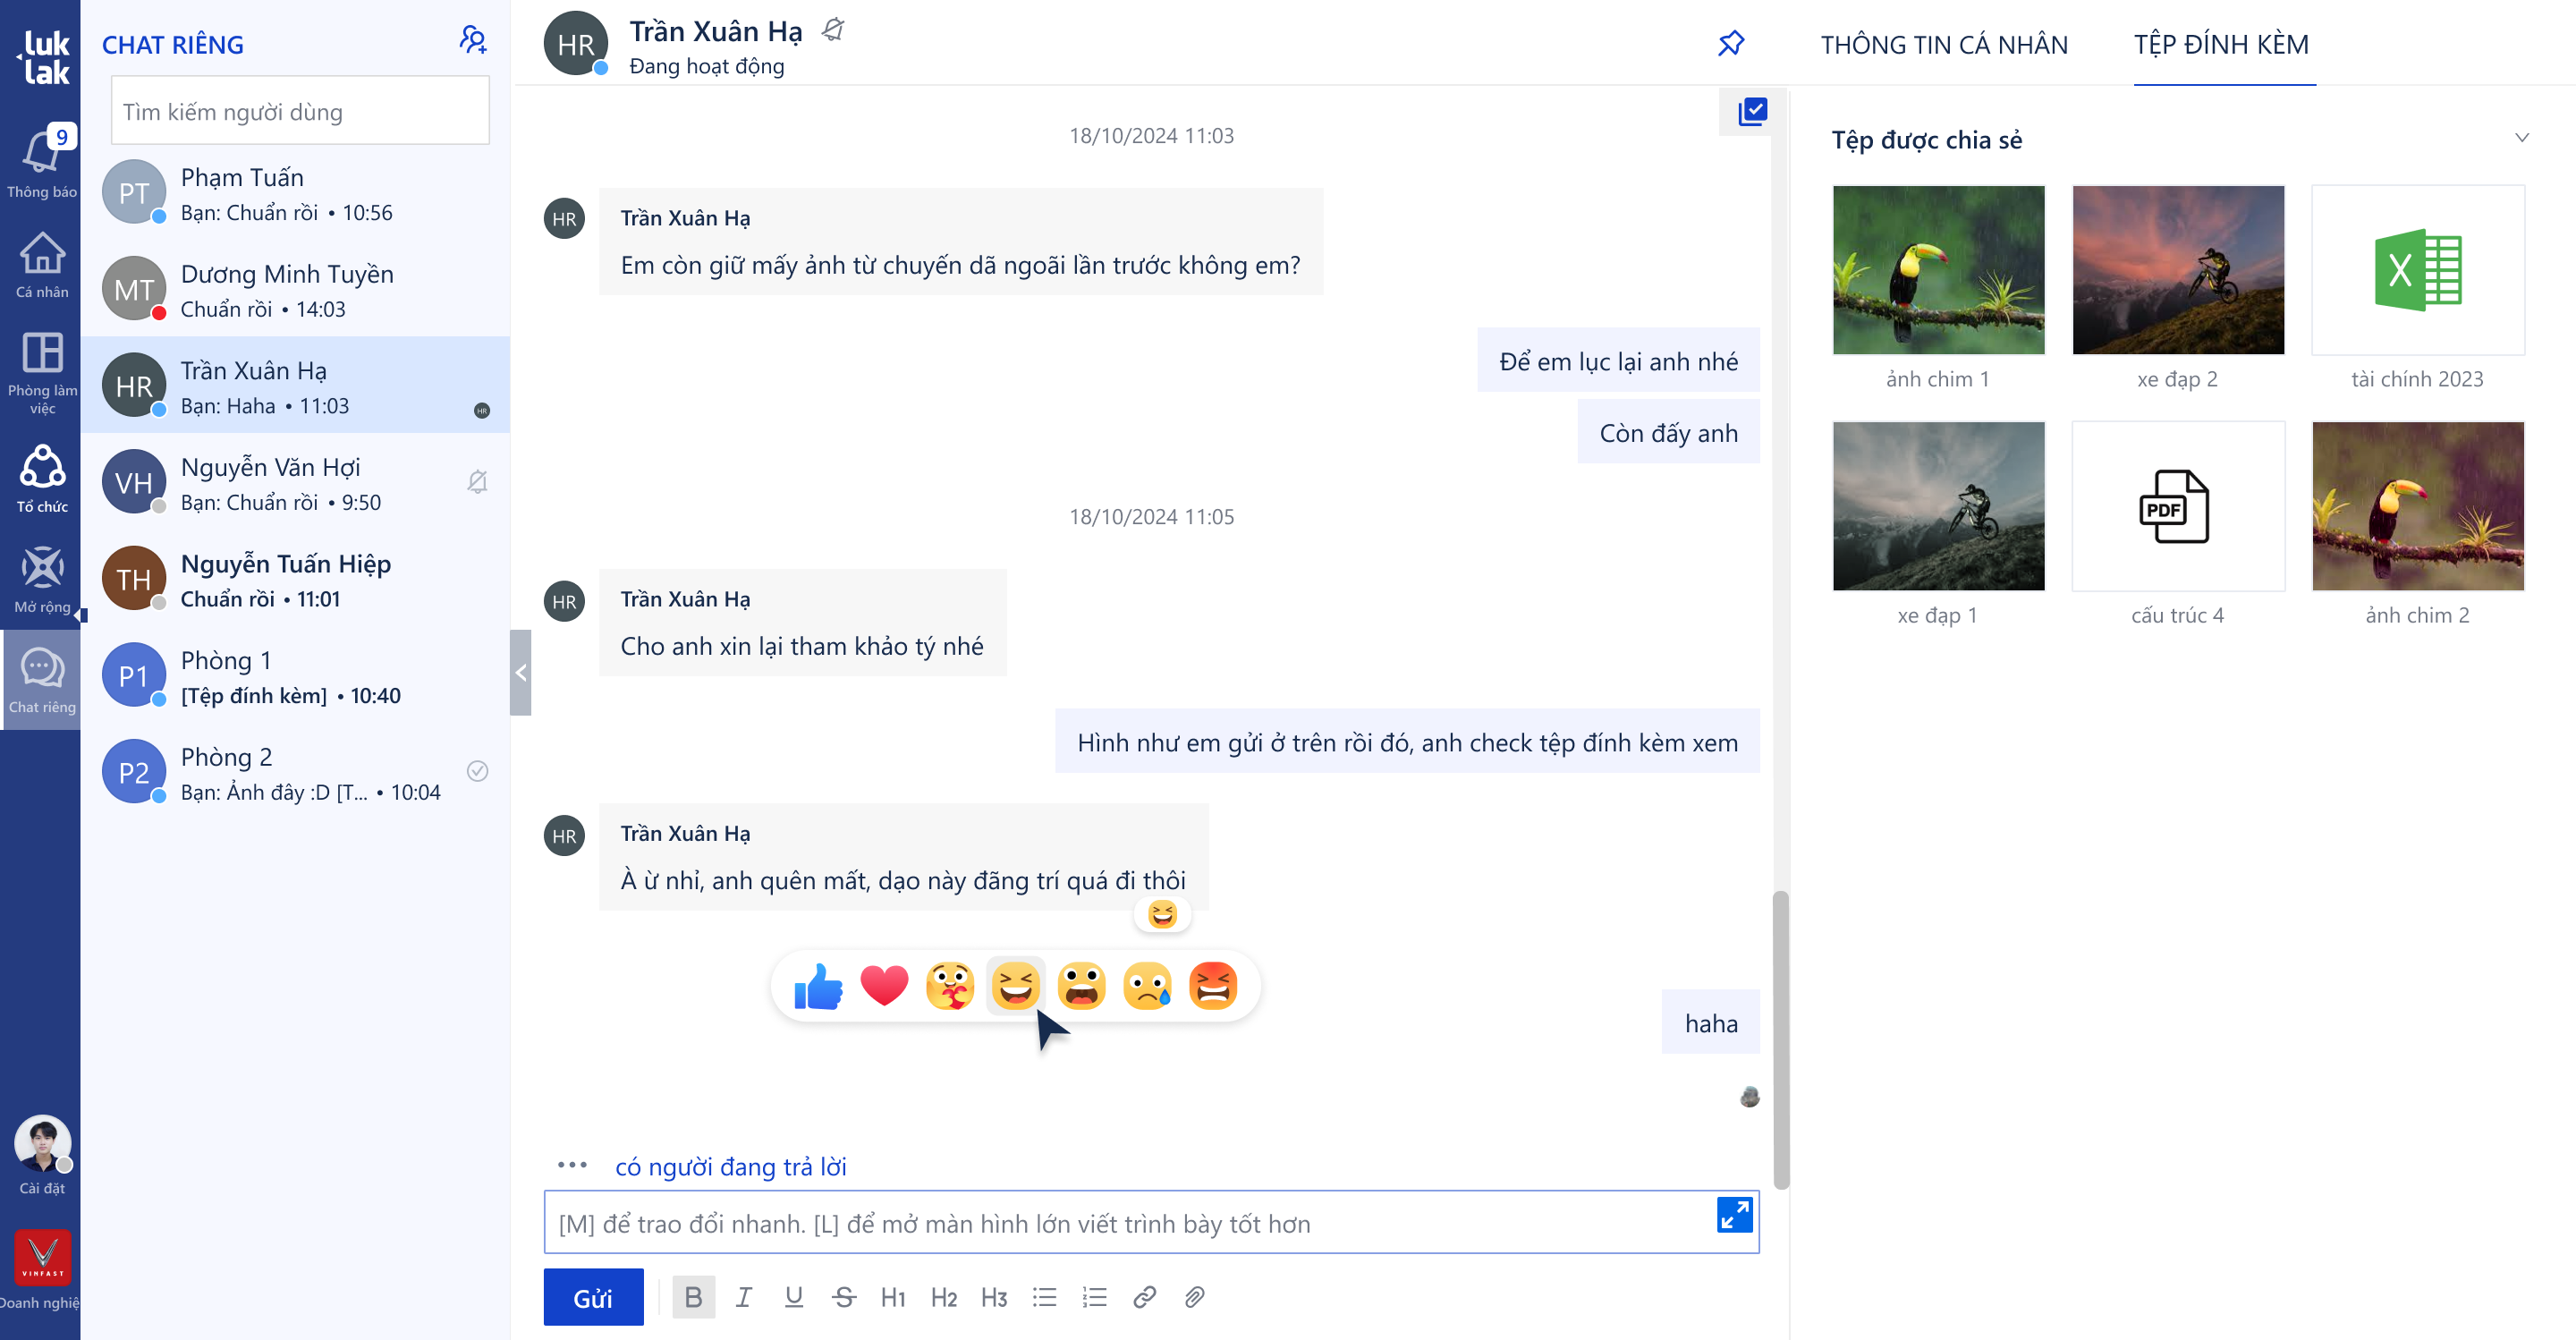 luk
lak
9
Thông báo
Cá nhân
Phòng làm
việc
Tổ chức
Mở rộng
Chat riêng
Cài đặt
VINFAST
Doanh nghiệ
CHAT RIÊNG
Tìm kiếm người dùng
PT
Phạm Tuấn
Bạn: Chuẩn rồi • 10:56
MT
Dương Minh Tuyền
Chuẩn rồi • 14:03
HR
Trần Xuân Hạ
Bạn: Haha • 11:03
HR
VH
Nguyễn Văn Hợi
Bạn: Chuẩn rồi • 9:50
TH
Nguyễn Tuấn Hiệp
Chuẩn rồi • 11:01
P1
Phòng 1
[Tệp đính kèm] • 10:40
P2
Phòng 2
Bạn: Ảnh đây :D [T... • 10:04
HR
Trần Xuân Hạ
Đang hoạt động
18/10/2024 11:03
HR
Trần Xuân Hạ
Em còn giữ mấy ảnh từ chuyến dã ngoãi lần trước không em?
Để em lục lại anh nhé
Còn đấy anh
18/10/2024 11:05
HR
Trần Xuân Hạ
Cho anh xin lại tham khảo tý nhé
Hình như em gửi ở trên rồi đó, anh check tệp đính kèm xem
HR
Trần Xuân Hạ
À ừ nhỉ, anh quên mất, dạo này đãng trí quá đi thôi
haha
••• có người đang trả lời
[M] để trao đổi nhanh. [L] để mở màn hình lớn viết trình bày tốt hơn
Gửi
B I U S H1 H2 H3
THÔNG TIN CÁ NHÂN
TỆP ĐÍNH KÈM
Tệp được chia sẻ
X
ảnh chim 1
xe đạp 2
tài chính 2023
PDF
xe đạp 1
cấu trúc 4
ảnh chim 2